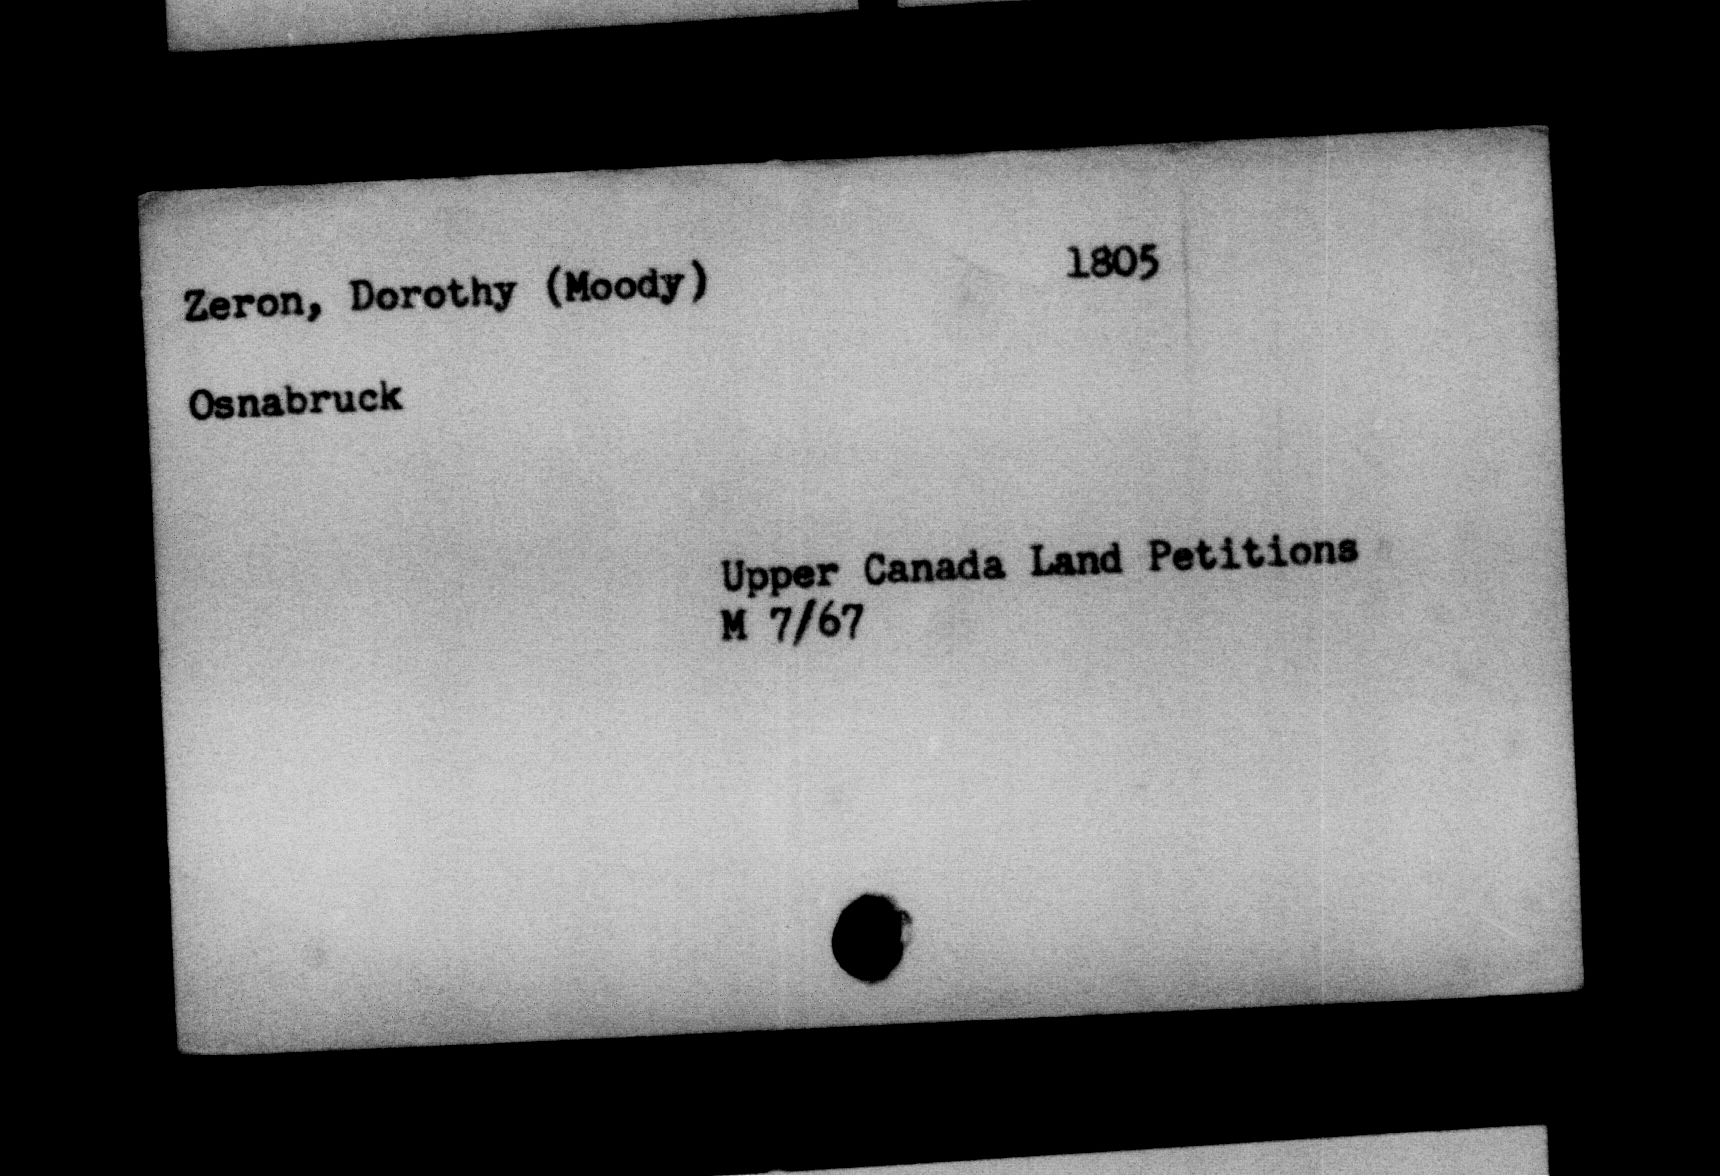 Zeron, Dorothy (Moody) 1805
Osnabruck
Upper Canada Land Petitions
M 7/67